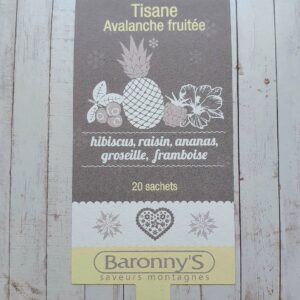 Tisane
Avalanche fruitée
hibiscus, raisin, ananas,
groseille, framboise
20 sachets
Baronny'S
saveurs montagnes